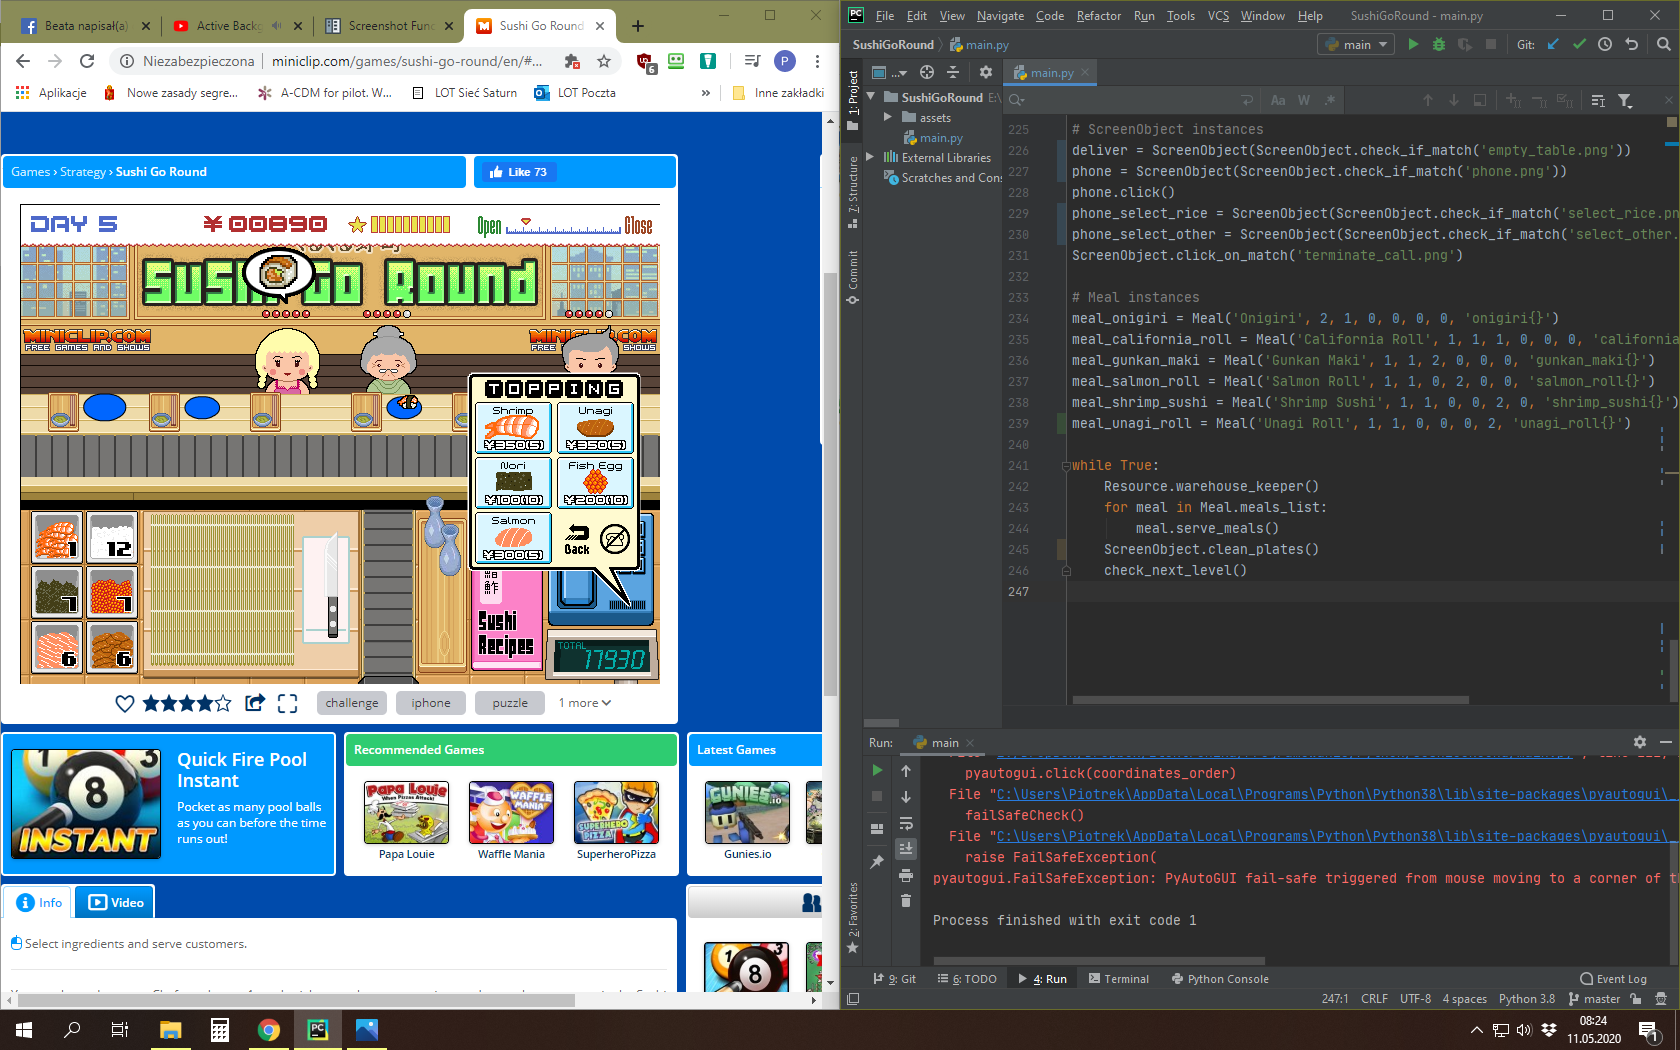 Beata napisał(a)
Active Backg
Screenshot Func
Sushi Go Round
Niezabezpieczona
miniclip.com/games/sushi-go-round/en/#...
6
P
Aplikacje
Nowe zasady segre...
A-CDM for pilot. W...
LOT Sieć Saturn
LOT Poczta
»
Inne zakładki
Games › Strategy › Sushi Go Round
Like 73
DAY 5
¥ 00890
Open
Close
Sushi Go Round
MINICLIP.COM
FREE GAMES AND SHOWS
MINICLIP.COM
FREE
SHOWS
TOPPING
Shrimp
¥350(5)
Unagi
¥350(5)
Nori
¥100(10)
Fish Egg
¥200(10)
Salmon
¥300(5)
Back
1
12
7
7
6
6
Sushi
Recipes
TOTAL
17930
challenge
iphone
puzzle
1 more
Quick Fire Pool
Instant
Pocket as many pool balls
as you can before the time
runs out!
INSTANT
Recommended Games
Papa Louie
Waffle Mania
SuperheroPizza
Latest Games
Gunies.io
Info
Video
Select ingredients and serve customers.
File Edit View Navigate Code Refactor Run Tools VCS Window Help
SushiGoRound - main.py
SushiGoRound
main.py
main
Git:
1: Project
7: Structure
Commit
2: Favorites
SushiGoRound E:\
assets
main.py
External Libraries
Scratches and Cons
main.py
Aa W .*
225 # ScreenObject instances
226 deliver = ScreenObject(ScreenObject.check_if_match('empty_table.png'))
227 phone = ScreenObject(ScreenObject.check_if_match('phone.png'))
228 phone.click()
229 phone_select_rice = ScreenObject(ScreenObject.check_if_match('select_rice.pn
230 phone_select_other = ScreenObject(ScreenObject.check_if_match('select_other.
231 ScreenObject.click_on_match('terminate_call.png')
232
233 # Meal instances
234 meal_onigiri = Meal('Onigiri', 2, 1, 0, 0, 0, 0, 'onigiri{}')
235 meal_california_roll = Meal('California Roll', 1, 1, 1, 0, 0, 0, 'california
236 meal_gunkan_maki = Meal('Gunkan Maki', 1, 1, 2, 0, 0, 0, 'gunkan_maki{}')
237 meal_salmon_roll = Meal('Salmon Roll', 1, 1, 0, 2, 0, 0, 'salmon_roll{}')
238 meal_shrimp_sushi = Meal('Shrimp Sushi', 1, 1, 0, 0, 2, 0, 'shrimp_sushi{}')
239 meal_unagi_roll = Meal('Unagi Roll', 1, 1, 0, 0, 0, 2, 'unagi_roll{}')
240
241 while True:
242 Resource.warehouse_keeper()
243 for meal in Meal.meals_list:
244 meal.serve_meals()
245 ScreenObject.clean_plates()
246 check_next_level()
247
Run:
main
pyautogui.click(coordinates_order)
File "C:\Users\Piotrek\AppData\Local\Programs\Python\Python38\lib\site-packages\pyautogui\_
failSafeCheck()
File "C:\Users\Piotrek\AppData\Local\Programs\Python\Python38\lib\site-packages\pyautogui\_
raise FailSafeException(
pyautogui.FailSafeException: PyAutoGUI fail-safe triggered from mouse moving to a corner of th
Process finished with exit code 1
9: Git
6: TODO
4: Run
Terminal
Python Console
Event Log
247:1 CRLF UTF-8 4 spaces Python 3.8 master
08:24
11.05.2020
1